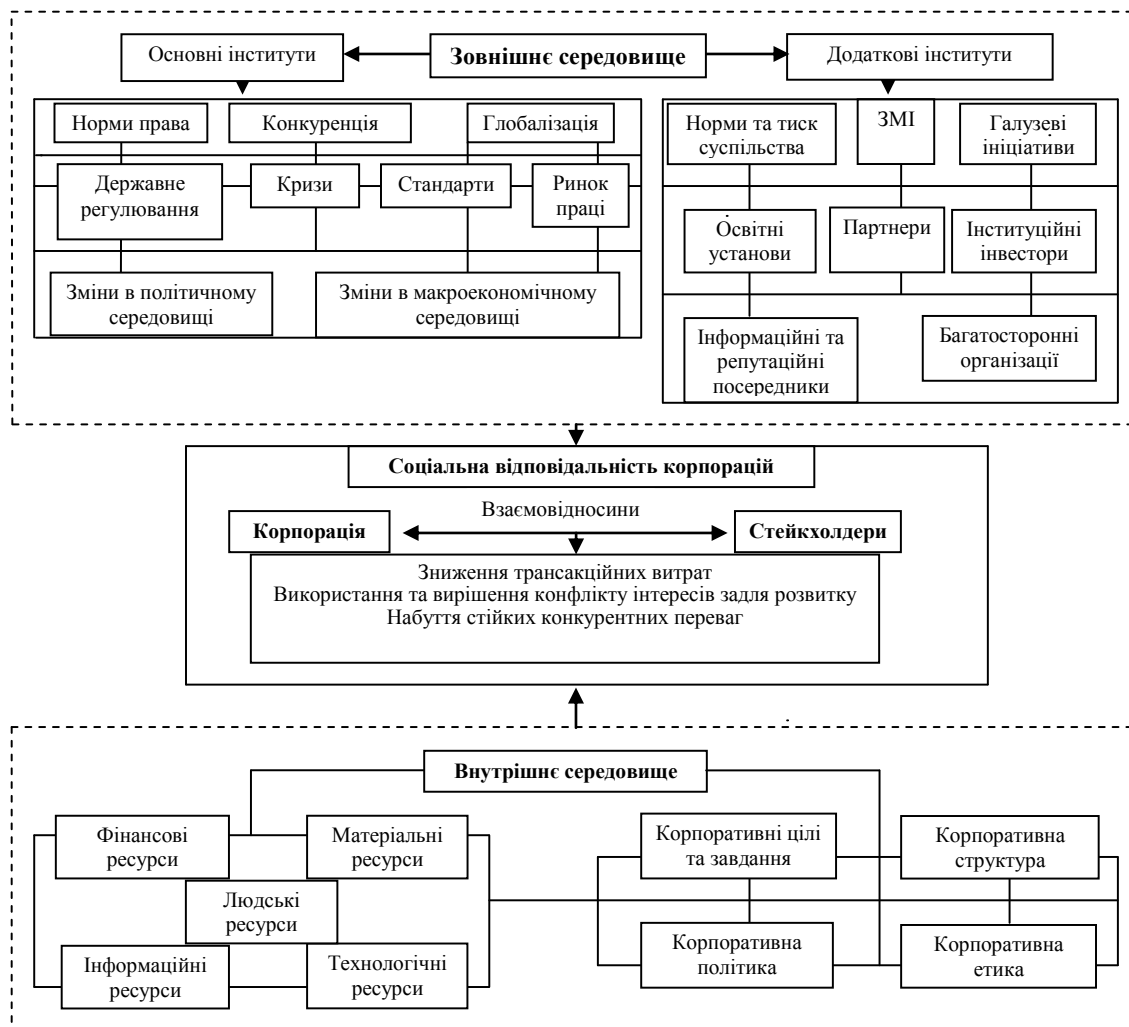 Зовнішнє середовище
Основні інститути
Додаткові інститути
Норми права
Конкуренція
Глобалізація
Державне
регулювання
Кризи
Стандарти
Ринок
праці
Зміни в політичному
середовищі
Зміни в макроекономічному
середовищі
Норми та тиск
суспільства
ЗМІ
Галузеві
ініціативи
Освітні
установи
Партнери
Інституційні
інвестори
Інформаційні та
репутаційні
посередники
Багатосторонні
організації
Соціальна відповідальність корпорацій
Взаємовідносини
Корпорація
Стейкхолдери
Зниження трансакційних витрат
Використання та вирішення конфлікту інтересів задля розвитку
Набуття стійких конкурентних переваг
Внутрішнє середовище
Фінансові
ресурси
Матеріальні
ресурси
Людські
ресурси
Інформаційні
ресурси
Технологічні
ресурси
Корпоративні цілі
та завдання
Корпоративна
структура
Корпоративна
політика
Корпоративна
етика